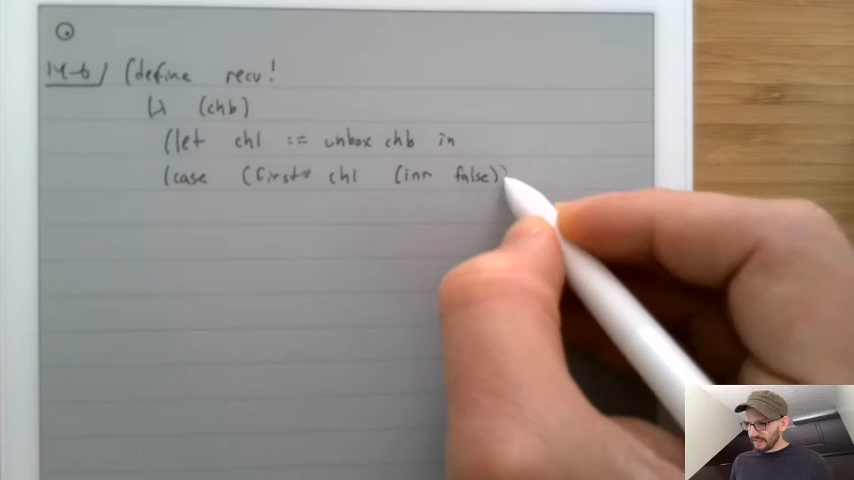 14-6/ (define recv!
(λ (chb)
(let chl := unbox chb in
(case (first* chl (inr false))